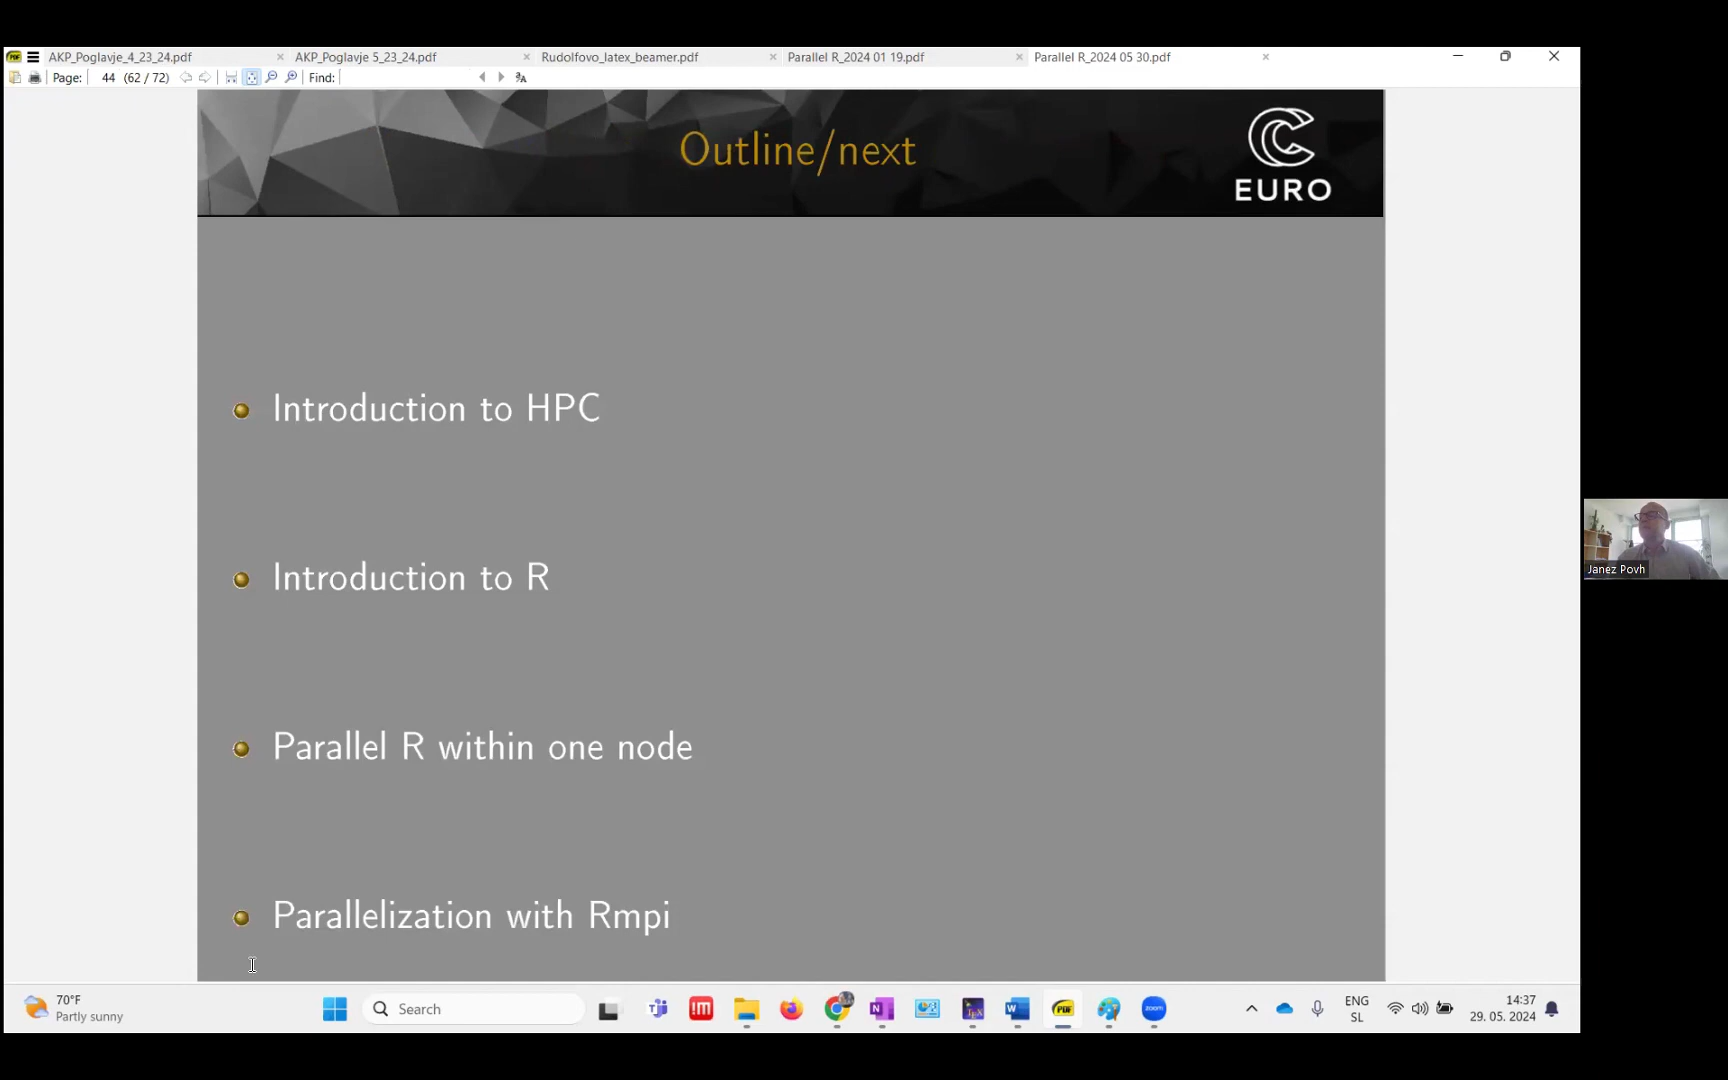 AKP_Poglavje_4_23_24.pdf
AKP_Poglavje 5_23_24.pdf
Rudolfovo_latex_beamer.pdf
Parallel R_2024 01 19.pdf
Parallel R_2024 05 30.pdf
Page: 44 (62 / 72) Find:
Outline/next
EURO
Introduction to HPC
Introduction to R
Parallel R within one node
Parallelization with Rmpi
Janez Povh
70°F
Partly sunny
Search
zoom
ENG
SL
14:37
29. 05. 2024